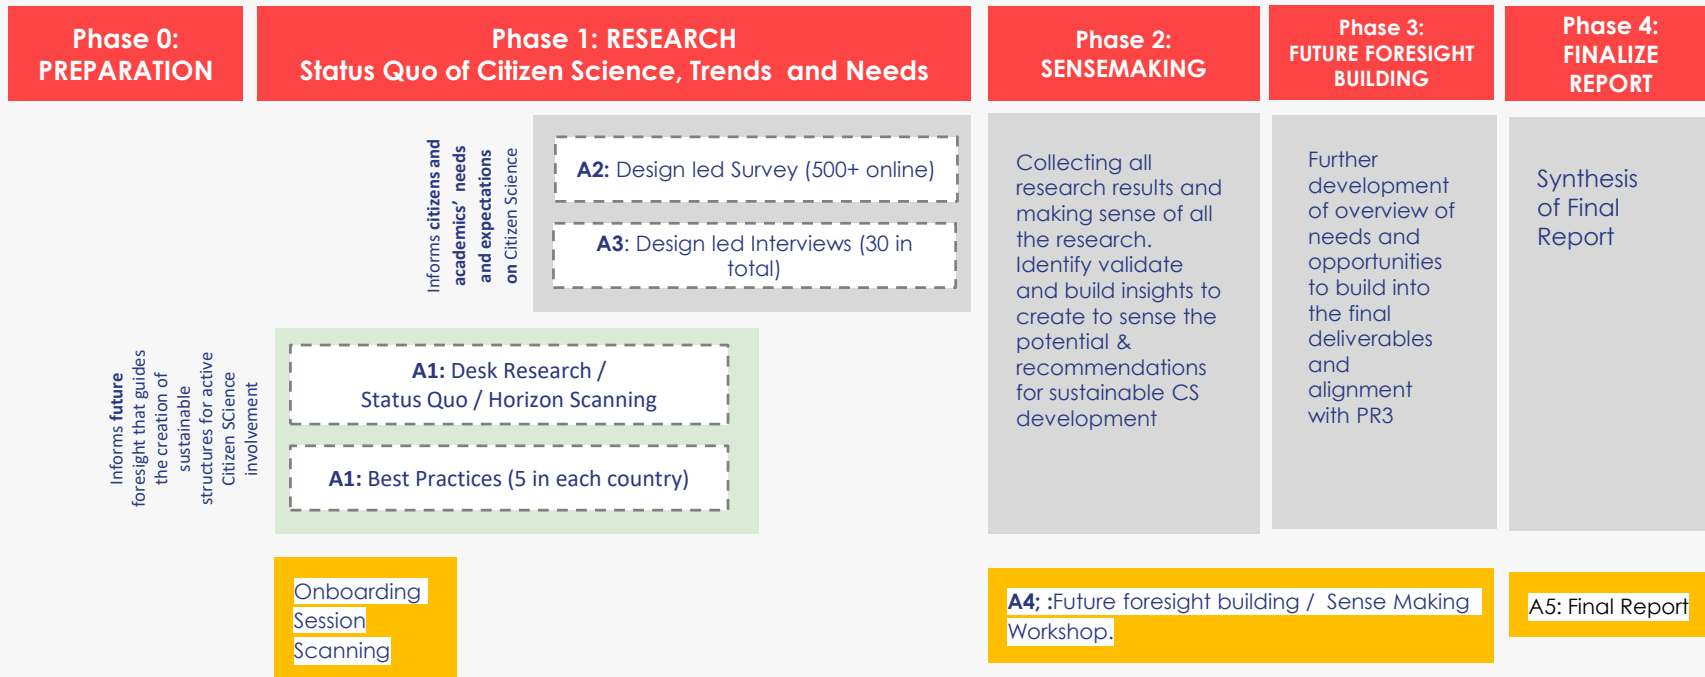 Phase 0:
PREPARATION
Phase 1: RESEARCH
Status Quo of Citizen Science, Trends and Needs
Phase 2:
SENSEMAKING
Phase 3:
FUTURE FORESIGHT
BUILDING
Phase 4:
FINALIZE
REPORT
Informs citizens and
academics' needs
and expectations
on Citizen Science
A2: Design led Survey (500+ online)
A3: Design led Interviews (30 in
total)
Informs future
foresight that guides
the creation of
sustainable
structures for active
Citizen SCience
involvement
A1: Desk Research /
Status Quo / Horizon Scanning
A1: Best Practices (5 in each country)
Collecting all
research results and
making sense of all
the research.
Identify validate
and build insights to
create to sense the
potential &
recommendations
for sustainable CS
development
Further
development
of overview of
needs and
opportunities
to build into
the final
deliverables
and
alignment
with PR3
Synthesis
of Final
Report
Onboarding
Session
Scanning
A4; :Future foresight building / Sense Making
Workshop.
A5: Final Report